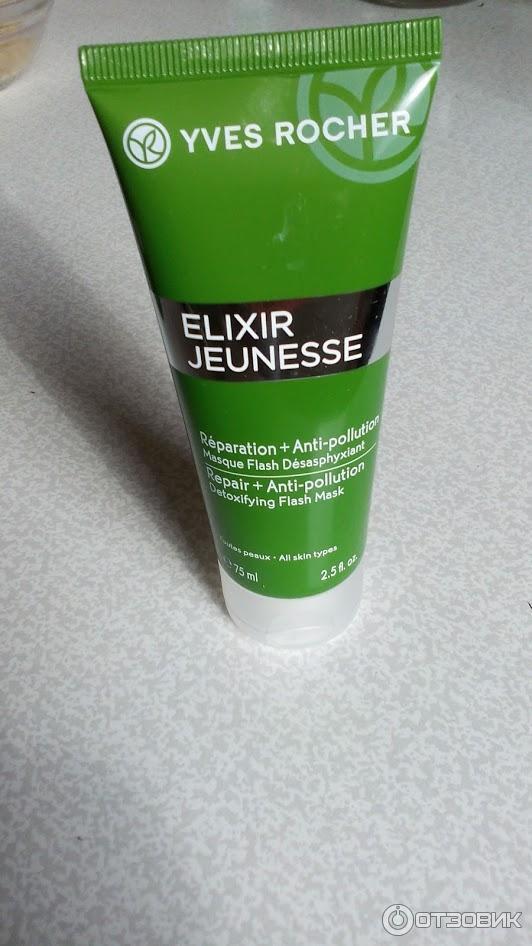 YVES ROCHER
ELIXIR
JEUNESSE
Réparation + Anti-pollution
Masque Flash Désasphyxiant
Repair + Anti-pollution
Detoxifying Flash Mask
peaux • All skin types
75 ml 2.5 fl. oz.
ОТЗОВИК